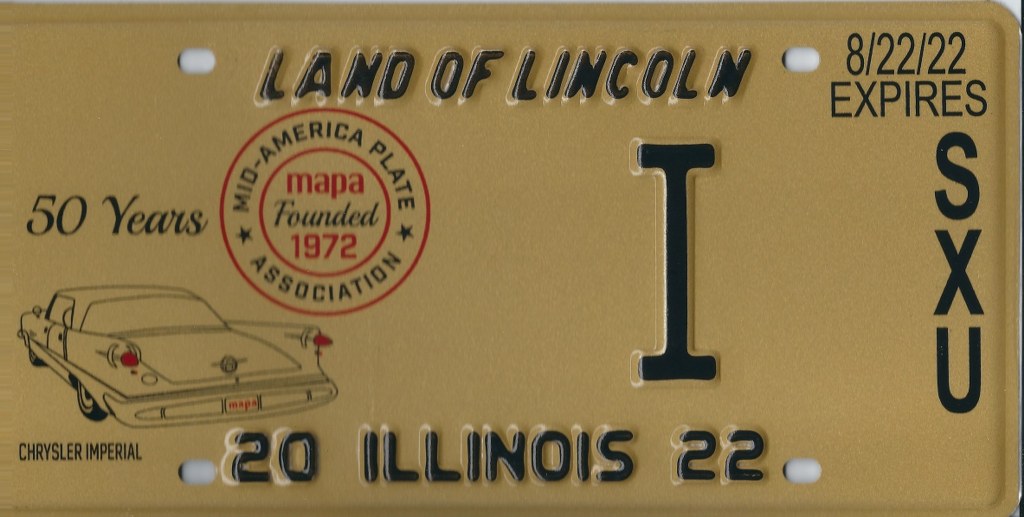 LAND OF LINCOLN
8/22/22
EXPIRES
MID-AMERICA PLATE
mapa
Founded
1972
★ ASSOCIATION ★
50 Years
I
S
X
U
mapa
CHRYSLER IMPERIAL
20 ILLINOIS 22